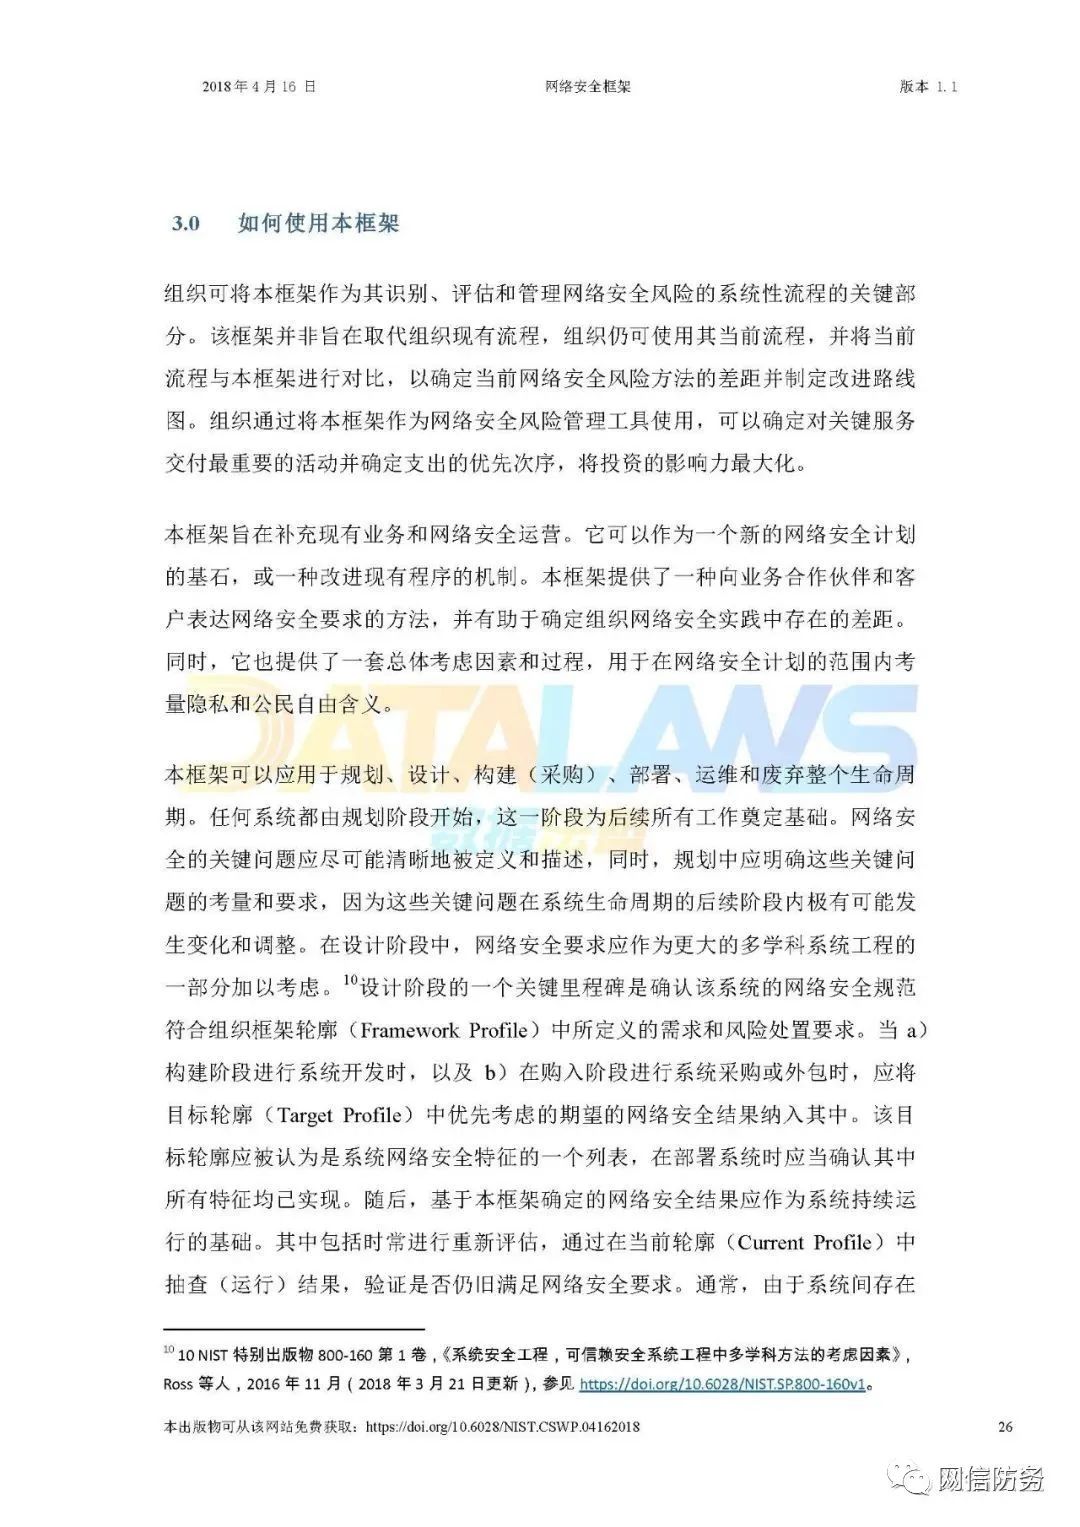 2018年4月16 日 网络安全框架 版本 1.1
3.0 如何使用本框架
组织可将本框架作为其识别、评估和管理网络安全风险的系统性流程的关键部
分。该框架并非旨在取代组织现有流程，组织仍可使用其当前流程，并将当前
流程与本框架进行对比，以确定当前网络安全风险方法的差距并制定改进路线
图。组织通过将本框架作为网络安全风险管理工具使用，可以确定对关键服务
交付最重要的活动并确定支出的优先次序，将投资的影响力最大化。
本框架旨在补充现有业务和网络安全运营。它可以作为一个新的网络安全计划
的基石，或一种改进现有程序的机制。本框架提供了一种向业务合作伙伴和客
户表达网络安全要求的方法，并有助于确定组织网络安全实践中存在的差距。
同时，它也提供了一套总体考虑因素和过程，用于在网络安全计划的范围内考
量隐私和公民自由含义。
DATALAWS
本框架可以应用于规划、设计、构建（采购）、部署、运维和废弃整个生命周
期。任何系统都由规划阶段开始，这一阶段为后续所有工作奠定基础。网络安
全的关键问题应尽可能清晰地被定义和描述，同时，规划中应明确这些关键问
题的考量和要求，因为这些关键问题在系统生命周期的后续阶段内极有可能发
生变化和调整。在设计阶段中，网络安全要求应作为更大的多学科系统工程的
一部分加以考虑。10设计阶段的一个关键里程碑是确认该系统的网络安全规范
符合组织框架轮廓（Framework Profile）中所定义的需求和风险处置要求。当 a）
构建阶段进行系统开发时，以及 b）在购入阶段进行系统采购或外包时，应将
目标轮廓（Target Profile）中优先考虑的期望的网络安全结果纳入其中。该目
标轮廓应被认为是系统网络安全特征的一个列表，在部署系统时应当确认其中
所有特征均已实现。随后，基于本框架确定的网络安全结果应作为系统持续运
行的基础。其中包括时常进行重新评估，通过在当前轮廓（Current Profile）中
抽查（运行）结果，验证是否仍旧满足网络安全要求。通常，由于系统间存在
10 10 NIST 特别出版物 800-160 第 1 卷，《系统安全工程，可信赖安全系统工程中多学科方法的考虑因素》，
Ross 等人，2016 年 11 月（2018 年 3 月 21 日更新），参见 https://doi.org/10.6028/NIST.SP.800-160v1。
本出版物可从该网站免费获取：https://doi.org/10.6028/NIST.CSWP.04162018 26
网信防务